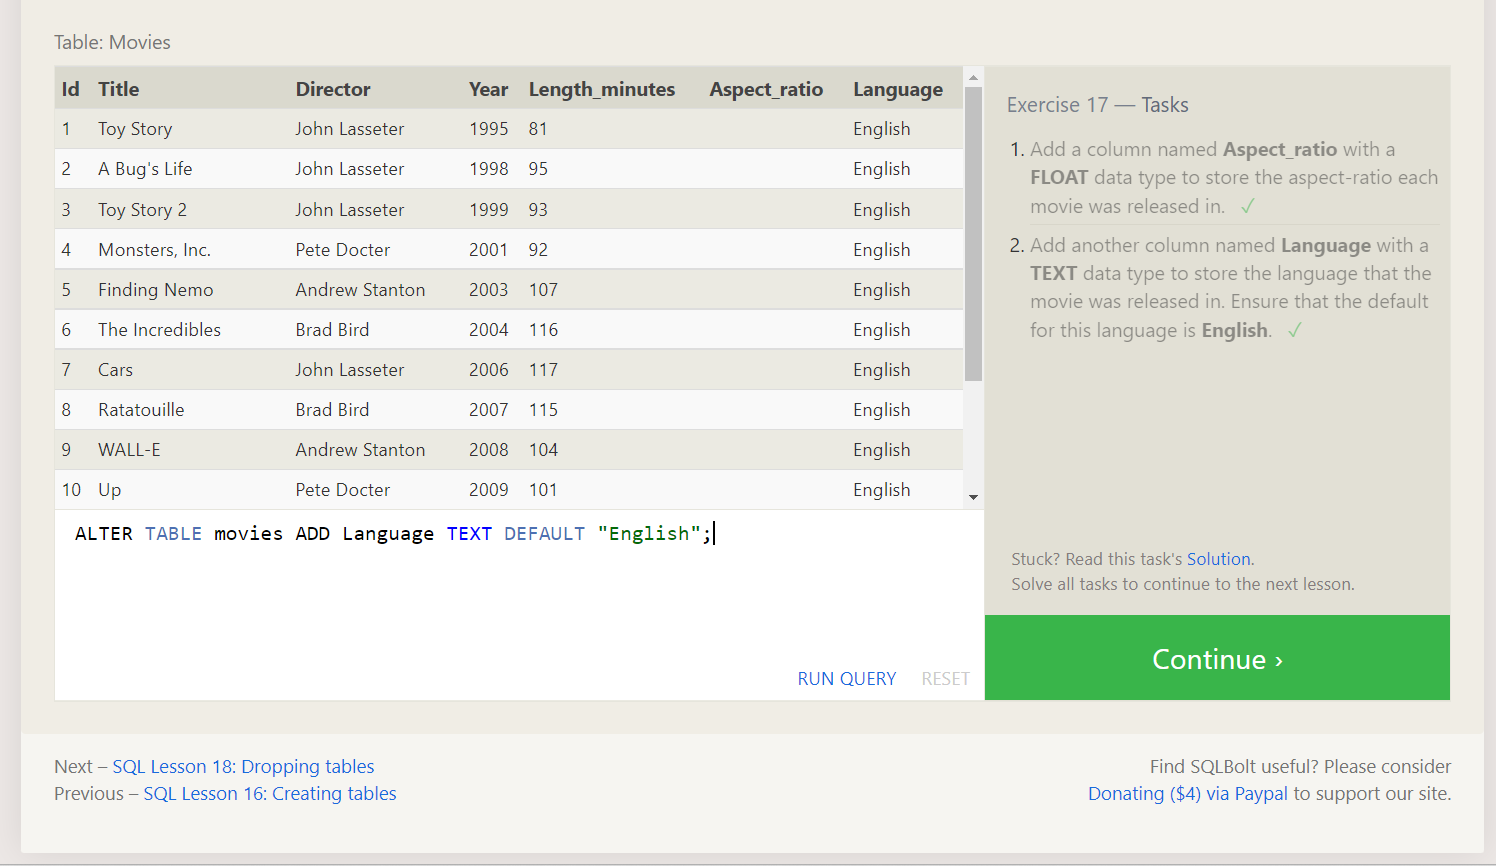 Table: Movies
Id Title Director Year Length_minutes Aspect_ratio Language
1 Toy Story John Lasseter 1995 81 English
2 A Bug's Life John Lasseter 1998 95 English
3 Toy Story 2 John Lasseter 1999 93 English
4 Monsters, Inc. Pete Docter 2001 92 English
5 Finding Nemo Andrew Stanton 2003 107 English
6 The Incredibles Brad Bird 2004 116 English
7 Cars John Lasseter 2006 117 English
8 Ratatouille Brad Bird 2007 115 English
9 WALL-E Andrew Stanton 2008 104 English
10 Up Pete Docter 2009 101 English
ALTER TABLE movies ADD Language TEXT DEFAULT "English";
RUN QUERY RESET
Exercise 17 — Tasks
1. Add a column named Aspect_ratio with a
FLOAT data type to store the aspect-ratio each
movie was released in. ✓
2. Add another column named Language with a
TEXT data type to store the language that the
movie was released in. Ensure that the default
for this language is English. ✓
Stuck? Read this task's Solution.
Solve all tasks to continue to the next lesson.
Continue ›
Next – SQL Lesson 18: Dropping tables
Previous – SQL Lesson 16: Creating tables
Find SQLBolt useful? Please consider
Donating ($4) via Paypal to support our site.